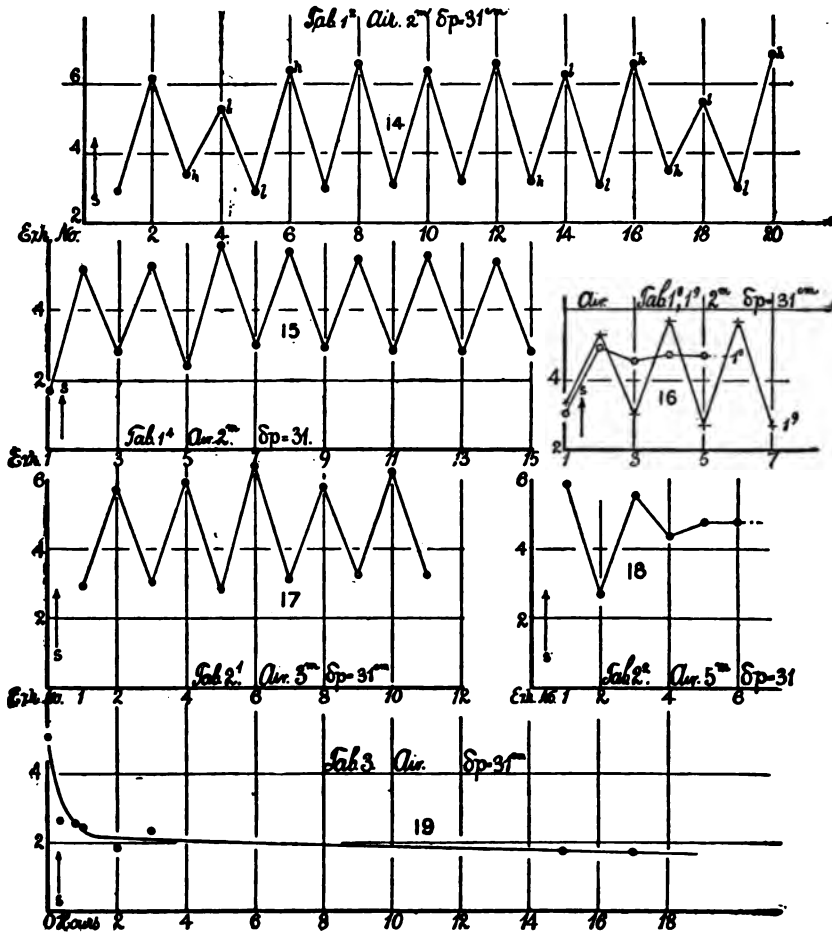 Tab. 1² Air. 2ᵐ δp=31ᶜᵐ
6
4
2
s
h
l
l
h
14
h
l
l
h
h
l
l
h
Exh. No. 2 4 6 8 10 12 14 16 18 20
4
2
s
15
Tab. 1⁴ Air. 2ᵐ. δp=31.
Exh. 1 3 5 7 9 11 13 15
Air Tab. 1⁸, 1⁹, 2ᵐ δp=31ᶜᵐ
4
2
s
16
1⁸
1⁹
1 3 5 7
6
4
2
s
17
Tab. 2¹. Air. 3ᵐ δp=31ᶜᵐ
Exh. No. 1 2 4 6 8 10 12
6
4
2
s
18
Tab. 2². Air. 5ᵐ δp=31
Exh. No. 1 2 4 6
4
2
s
19
Tab. 3. Air. δp=31ᶜᵐ
0 Hours 2 4 6 8 10 12 14 16 18